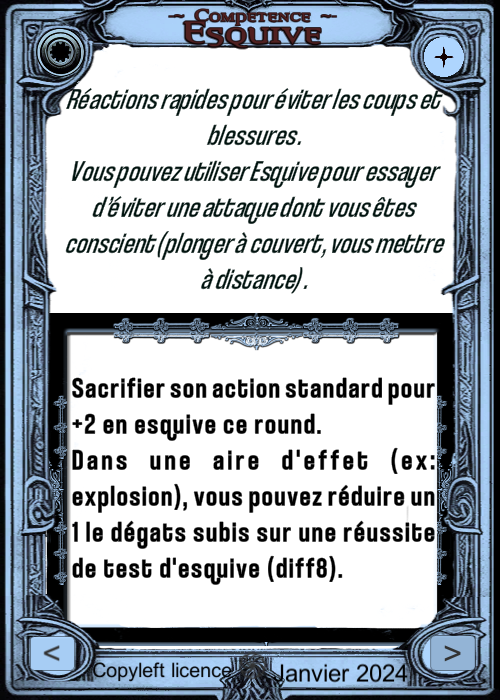 ~ Competence ~
Esquive
Réactions rapides pour éviter les coups et
blessures.
Vous pouvez utiliser Esquive pour essayer
d'éviter une attaque dont vous êtes
conscient (plonger à couvert, vous mettre
à distance).
Sacrifier son action standard pour
+2 en esquive ce round.
Dans une aire d'effet (ex:
explosion), vous pouvez réduire un
1 le dégats subis sur une réussite
de test d'esquive (diff8).
< Copyleft licence Janvier 2024 >